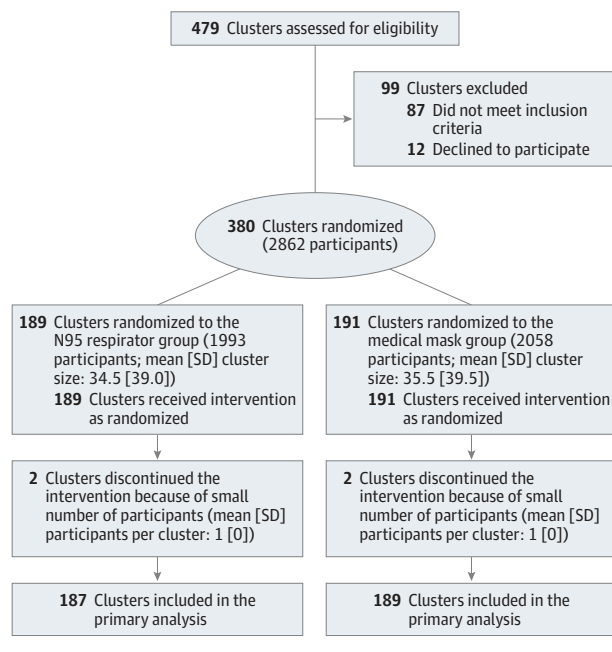 479 Clusters assessed for eligibility
99 Clusters excluded
87 Did not meet inclusion
criteria
12 Declined to participate
380 Clusters randomized
(2862 participants)
189 Clusters randomized to the
N95 respirator group (1993
participants; mean [SD] cluster
size: 34.5 [39.0])
189 Clusters received intervention
as randomized
191 Clusters randomized to the
medical mask group (2058
participants; mean [SD] cluster
size: 35.5 [39.5])
191 Clusters received intervention
as randomized
2 Clusters discontinued the
intervention because of small
number of participants (mean [SD]
participants per cluster: 1 [0])
2 Clusters discontinued the
intervention because of small
number of participants (mean [SD]
participants per cluster: 1 [0])
187 Clusters included in the
primary analysis
189 Clusters included in the
primary analysis